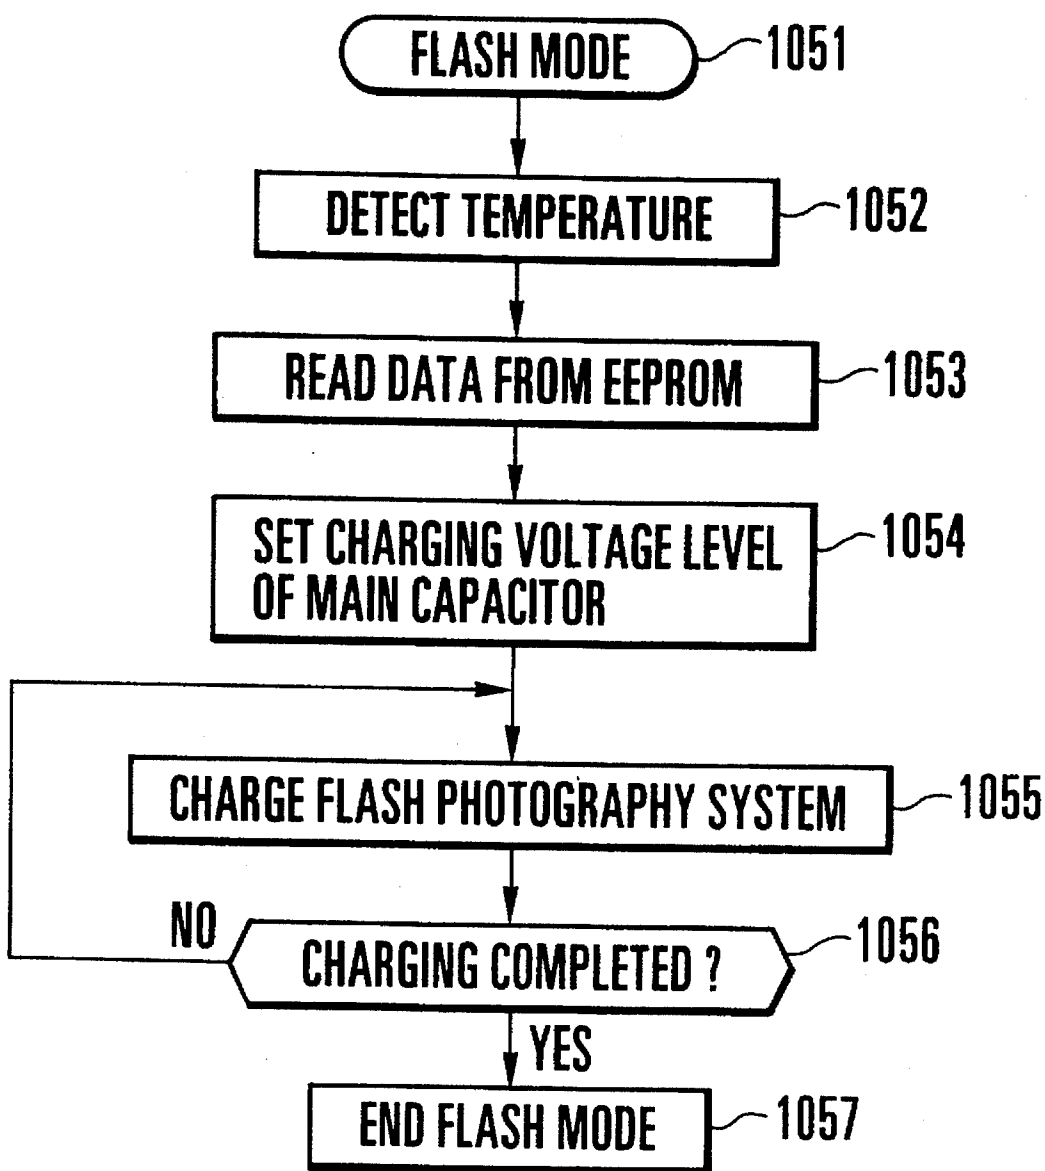 FLASH MODE 1051
DETECT TEMPERATURE 1052
READ DATA FROM EEPROM 1053
SET CHARGING VOLTAGE LEVEL
OF MAIN CAPACITOR
1054
CHARGE FLASH PHOTOGRAPHY SYSTEM 1055
NO
CHARGING COMPLETED ? 1056
YES
END FLASH MODE 1057